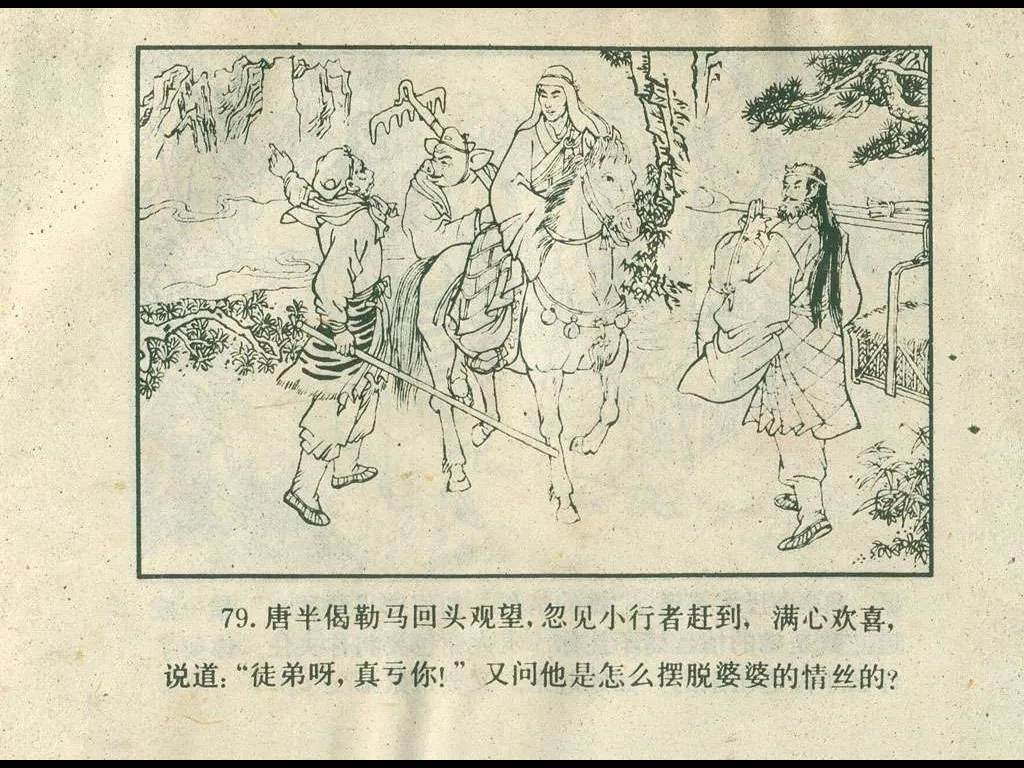 79. 唐半偈勒马回头观望，忽见小行者赶到，满心欢喜，
说道：“徒弟呀，真亏你！” 又问他是怎么摆脱婆婆的情丝的？